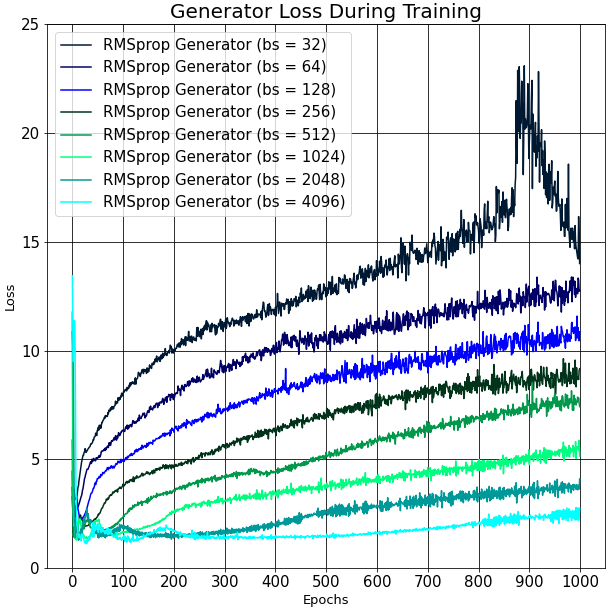 Generator Loss During Training
25
20
15
10
5
0
Loss
RMSprop Generator (bs = 32)
RMSprop Generator (bs = 64)
RMSprop Generator (bs = 128)
RMSprop Generator (bs = 256)
RMSprop Generator (bs = 512)
RMSprop Generator (bs = 1024)
RMSprop Generator (bs = 2048)
RMSprop Generator (bs = 4096)
0 100 200 300 400 500 600 700 800 900 1000
Epochs